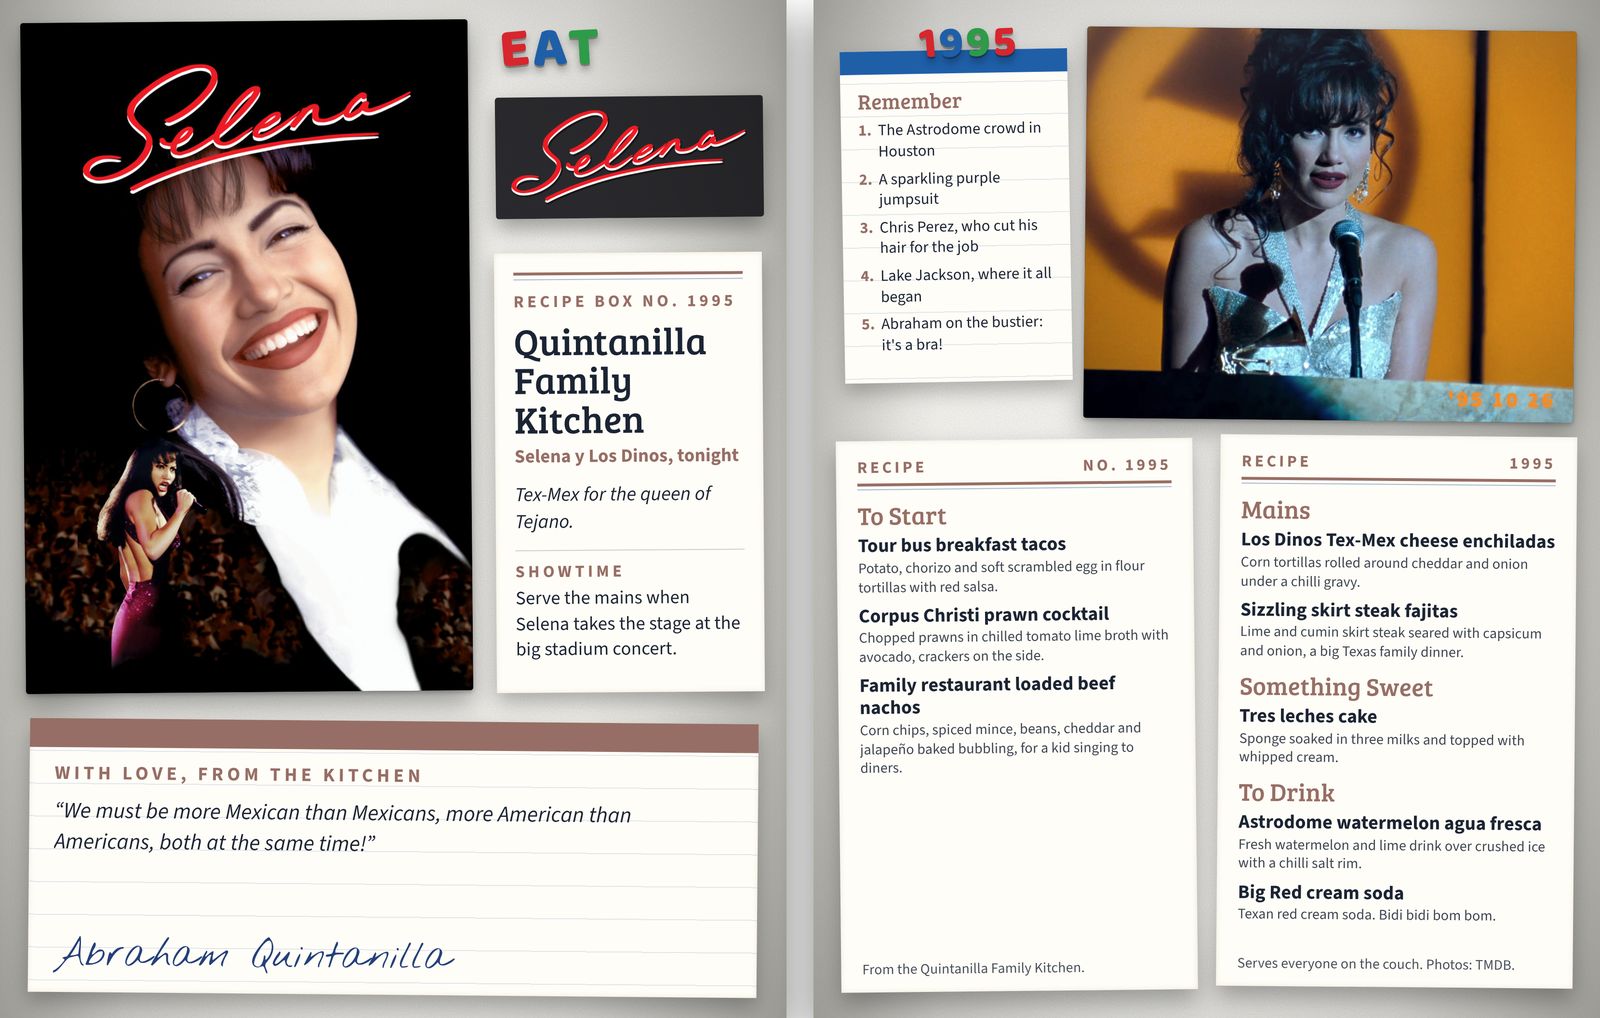 Selena
EAT
Selena
RECIPE BOX NO. 1995
Quintanilla
Family
Kitchen
Selena y Los Dinos, tonight
Tex-Mex for the queen of
Tejano.
SHOWTIME
Serve the mains when
Selena takes the stage at the
big stadium concert.
WITH LOVE, FROM THE KITCHEN
“We must be more Mexican than Mexicans, more American than
Americans, both at the same time!”
Abraham Quintanilla
1995
Remember
1. The Astrodome crowd in
Houston
2. A sparkling purple
jumpsuit
3. Chris Perez, who cut his
hair for the job
4. Lake Jackson, where it all
began
5. Abraham on the bustier:
it's a bra!
'95 10 26
RECIPE NO. 1995
To Start
Tour bus breakfast tacos
Potato, chorizo and soft scrambled egg in flour
tortillas with red salsa.
Corpus Christi prawn cocktail
Chopped prawns in chilled tomato lime broth with
avocado, crackers on the side.
Family restaurant loaded beef
nachos
Corn chips, spiced mince, beans, cheddar and
jalapeño baked bubbling, for a kid singing to
diners.
From the Quintanilla Family Kitchen.
RECIPE 1995
Mains
Los Dinos Tex-Mex cheese enchiladas
Corn tortillas rolled around cheddar and onion
under a chilli gravy.
Sizzling skirt steak fajitas
Lime and cumin skirt steak seared with capsicum
and onion, a big Texas family dinner.
Something Sweet
Tres leches cake
Sponge soaked in three milks and topped with
whipped cream.
To Drink
Astrodome watermelon agua fresca
Fresh watermelon and lime drink over crushed ice
with a chilli salt rim.
Big Red cream soda
Texan red cream soda. Bidi bidi bom bom.
Serves everyone on the couch. Photos: TMDB.